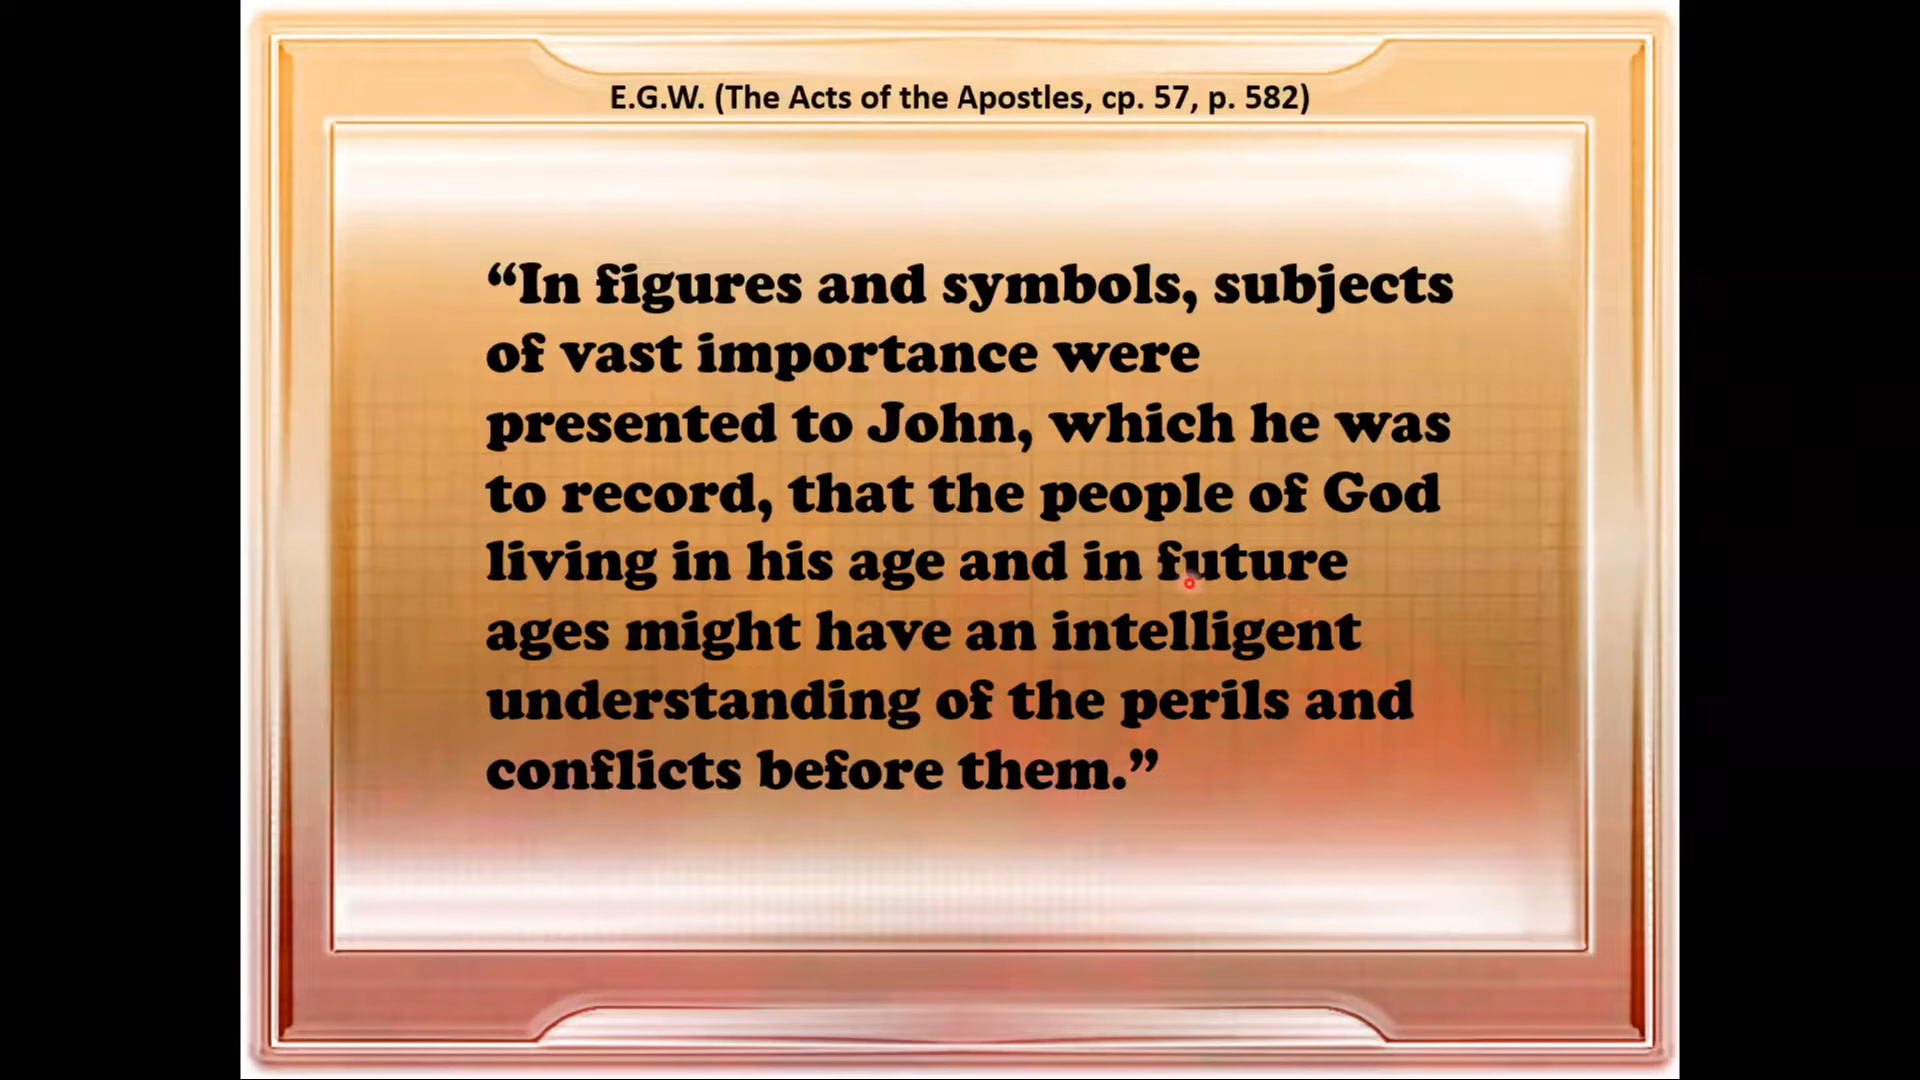 E.G.W. (The Acts of the Apostles, cp. 57, p. 582)
“In figures and symbols, subjects
of vast importance were
presented to John, which he was
to record, that the people of God
living in his age and in future
ages might have an intelligent
understanding of the perils and
conflicts before them.”